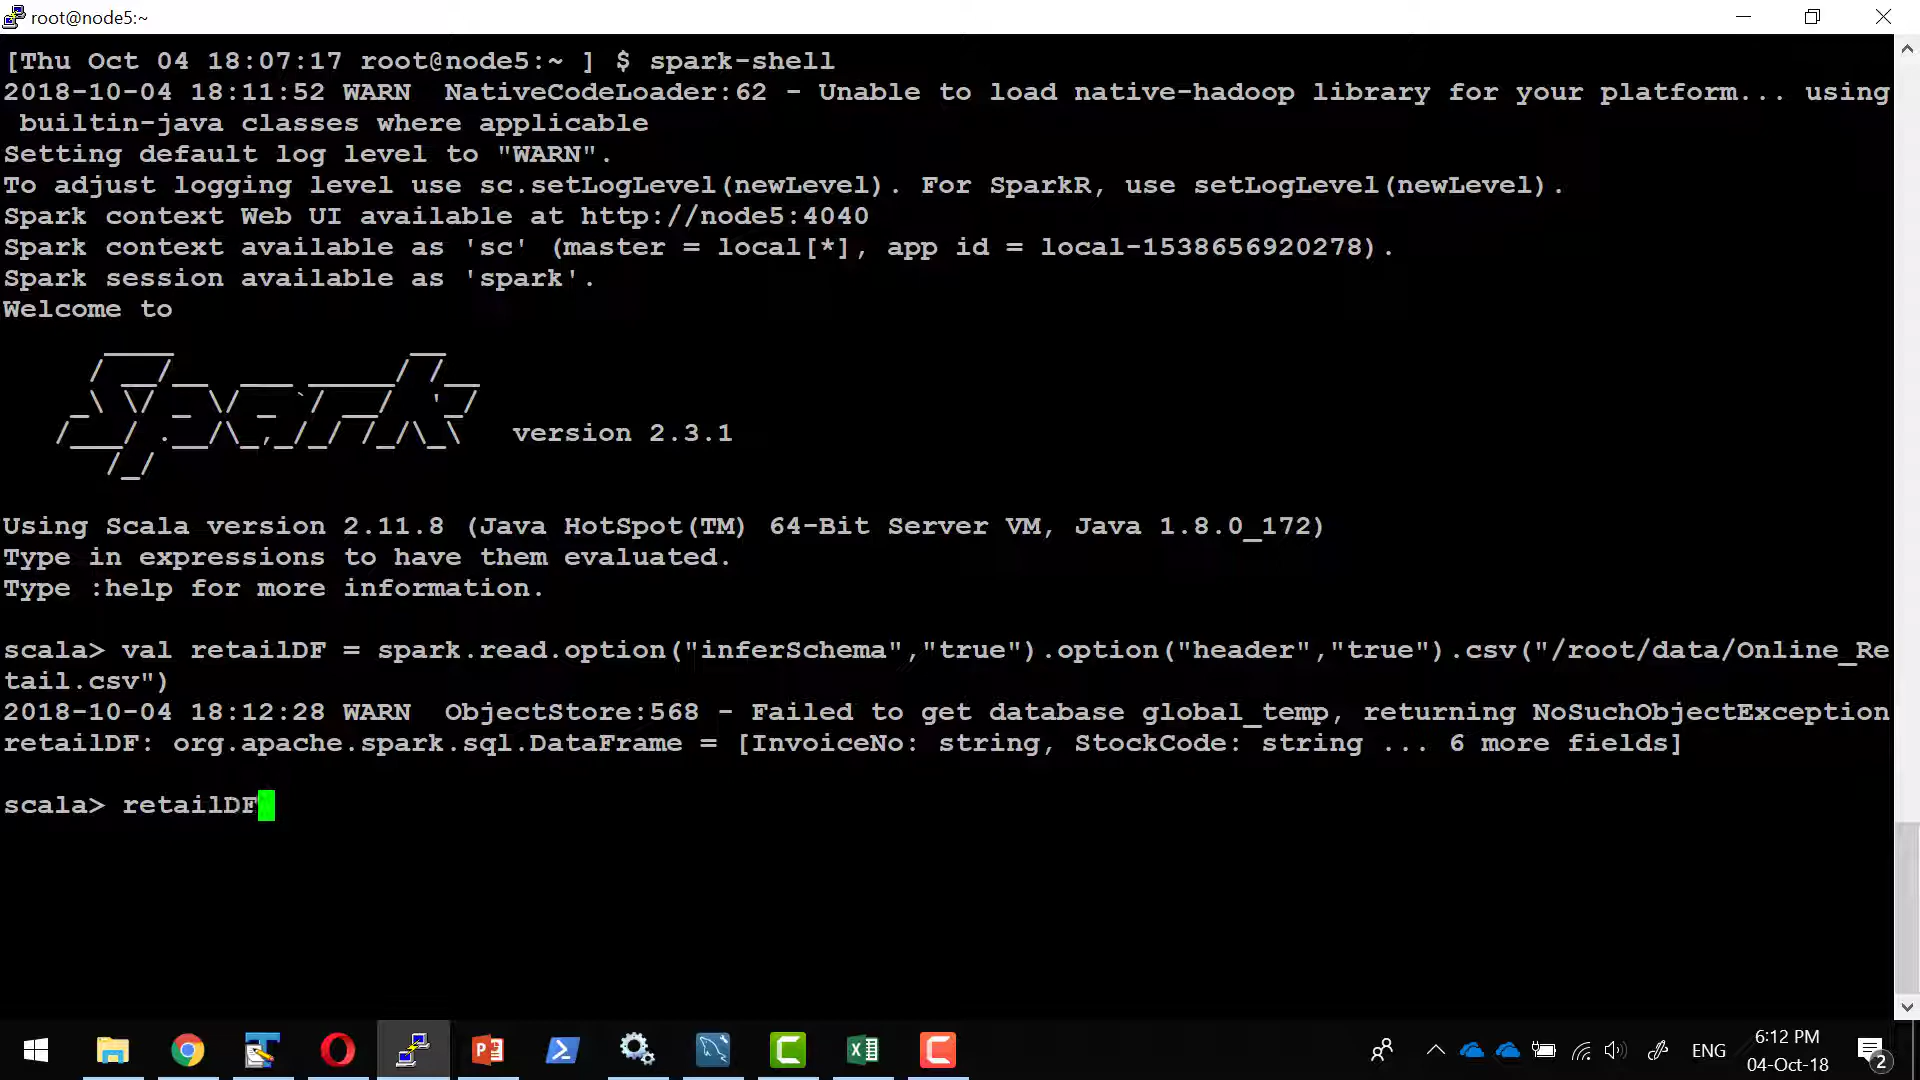 root@node5:~
[Thu Oct 04 18:07:17 root@node5:~ ] $ spark-shell
2018-10-04 18:11:52 WARN  NativeCodeLoader:62 - Unable to load native-hadoop library for your platform... using
 builtin-java classes where applicable
Setting default log level to "WARN".
To adjust logging level use sc.setLogLevel(newLevel). For SparkR, use setLogLevel(newLevel).
Spark context Web UI available at http://node5:4040
Spark context available as 'sc' (master = local[*], app id = local-1538656920278).
Spark session available as 'spark'.
Welcome to
      ____              __
     / __/__  ___ _____/ /__
    _\ \/ _ \/ _ `/ __/  '_/
   /___/ .__/\_,_/_/ /_/\_\   version 2.3.1
      /_/
Using Scala version 2.11.8 (Java HotSpot(TM) 64-Bit Server VM, Java 1.8.0_172)
Type in expressions to have them evaluated.
Type :help for more information.
scala> val retailDF = spark.read.option("inferSchema","true").option("header","true").csv("/root/data/Online_Re
tail.csv")
2018-10-04 18:12:28 WARN  ObjectStore:568 - Failed to get database global_temp, returning NoSuchObjectException
retailDF: org.apache.spark.sql.DataFrame = [InvoiceNo: string, StockCode: string ... 6 more fields]
scala> retailDF
ENG
6:12 PM
04-Oct-18
2